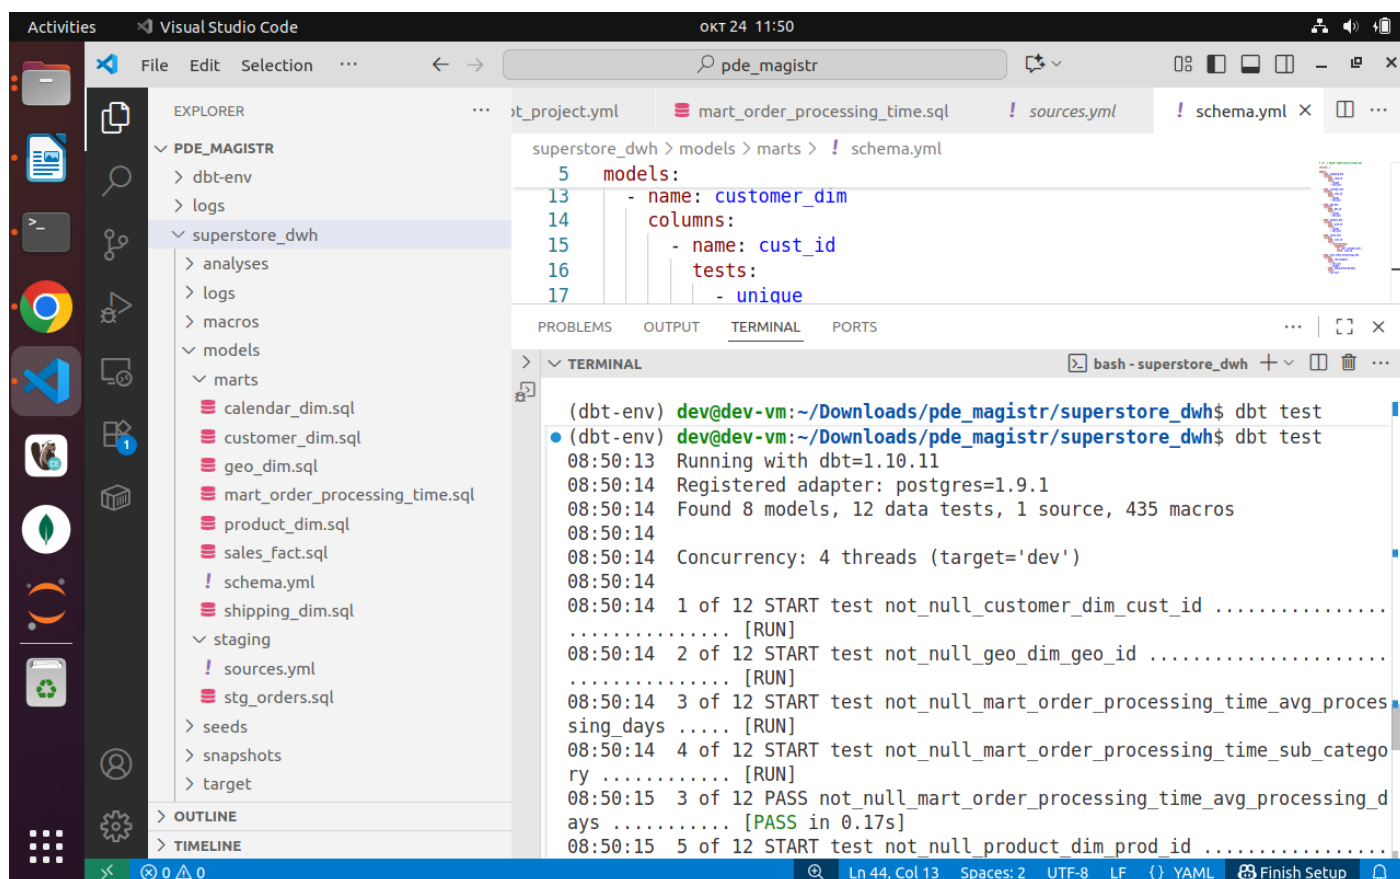 Activities
Visual Studio Code
окт 24 11:50
File Edit Selection ···
pde_magistr
EXPLORER
PDE_MAGISTR
dbt-env
logs
superstore_dwh
analyses
logs
macros
models
marts
calendar_dim.sql
customer_dim.sql
geo_dim.sql
mart_order_processing_time.sql
product_dim.sql
sales_fact.sql
! schema.yml
shipping_dim.sql
staging
! sources.yml
stg_orders.sql
seeds
snapshots
target
OUTLINE
TIMELINE
1
bt_project.yml
mart_order_processing_time.sql
! sources.yml
! schema.yml
superstore_dwh > models > marts > ! schema.yml
5 models:
13 - name: customer_dim
14 columns:
15 - name: cust_id
16 tests:
17 - unique
PROBLEMS OUTPUT TERMINAL PORTS
TERMINAL
bash - superstore_dwh
(dbt-env) dev@dev-vm:~/Downloads/pde_magistr/superstore_dwh$ dbt test
(dbt-env) dev@dev-vm:~/Downloads/pde_magistr/superstore_dwh$ dbt test
08:50:13 Running with dbt=1.10.11
08:50:14 Registered adapter: postgres=1.9.1
08:50:14 Found 8 models, 12 data tests, 1 source, 435 macros
08:50:14
08:50:14 Concurrency: 4 threads (target='dev')
08:50:14
08:50:14 1 of 12 START test not_null_customer_dim_cust_id ................
............... [RUN]
08:50:14 2 of 12 START test not_null_geo_dim_geo_id ......................
............... [RUN]
08:50:14 3 of 12 START test not_null_mart_order_processing_time_avg_proces
sing_days ..... [RUN]
08:50:14 4 of 12 START test not_null_mart_order_processing_time_sub_catego
ry ............ [RUN]
08:50:15 3 of 12 PASS not_null_mart_order_processing_time_avg_processing_d
ays ........... [PASS in 0.17s]
08:50:15 5 of 12 START test not_null_product_dim_prod_id .................
0 0
Ln 44, Col 13 Spaces: 2 UTF-8 LF {} YAML Finish Setup